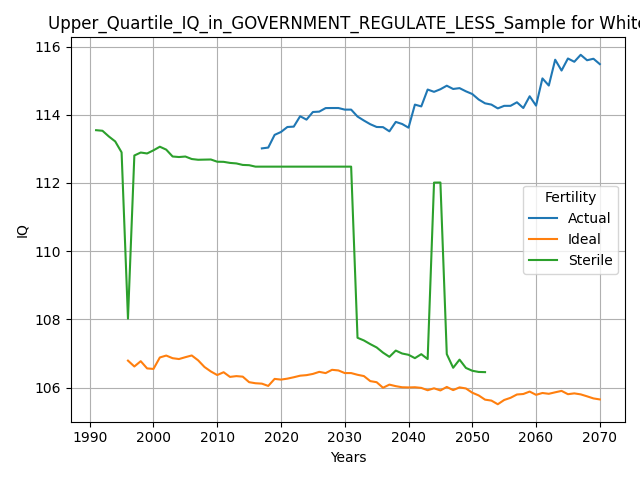 Upper_Quartile_IQ_in_GOVERNMENT_REGULATE_LESS_Sample for White
116
114
112
110
108
106
IQ
Fertility
Actual
Ideal
Sterile
1990 2000 2010 2020 2030 2040 2050 2060 2070
Years